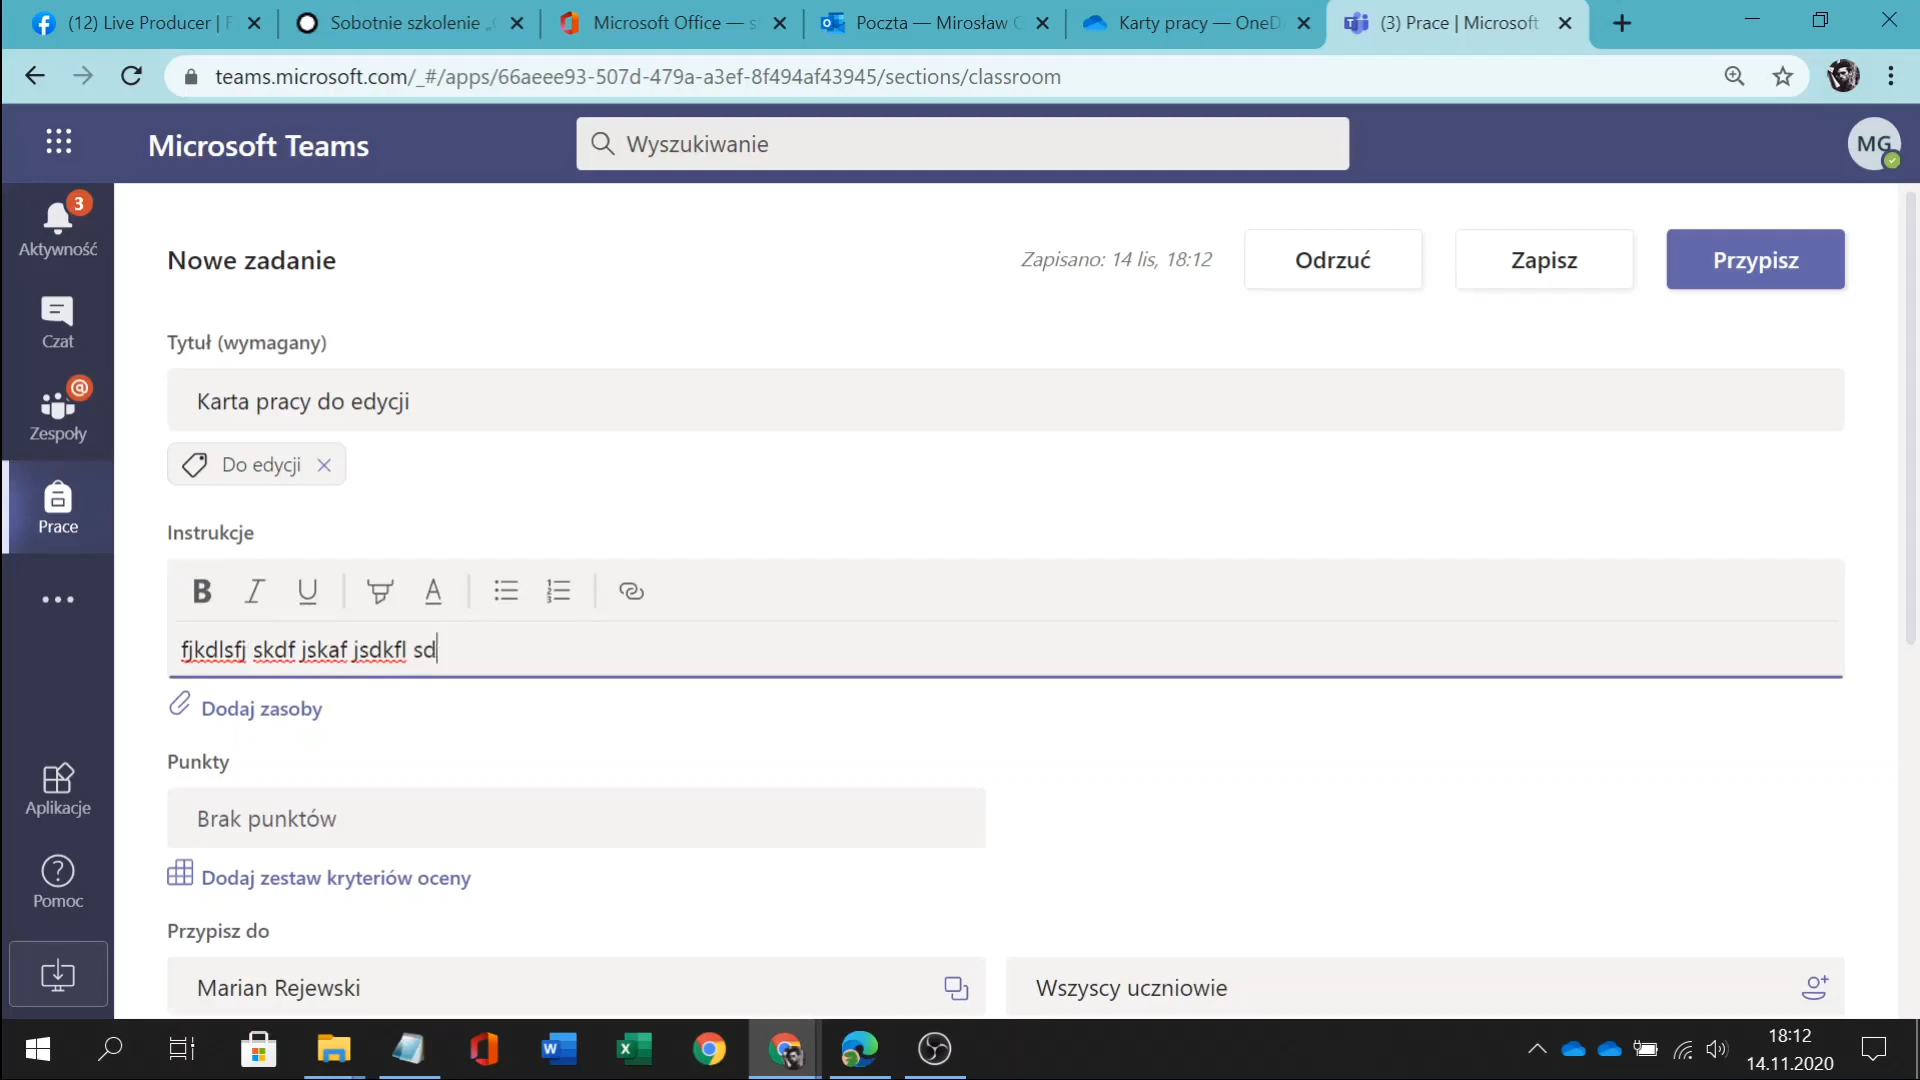 (12) Live Producer | F
Sobotnie szkolenie „
Microsoft Office — s
Poczta — Mirosław
Karty pracy — OneD
(3) Prace | Microsoft
teams.microsoft.com/_#/apps/66aeee93-507d-479a-a3ef-8f494af43945/sections/classroom
Microsoft Teams
Wyszukiwanie
MG
3
Aktywność
Czat
@
Zespoły
Prace
Aplikacje
Pomoc
Nowe zadanie
Zapisano: 14 lis, 18:12
Odrzuć
Zapisz
Przypisz
Tytuł (wymagany)
Karta pracy do edycji
Do edycji
Instrukcje
B I U A
fjkdlsfj skdf jskaf jsdkfl sd
Dodaj zasoby
Punkty
Brak punktów
Dodaj zestaw kryteriów oceny
Przypisz do
Marian Rejewski
Wszyscy uczniowie
18:12
14.11.2020